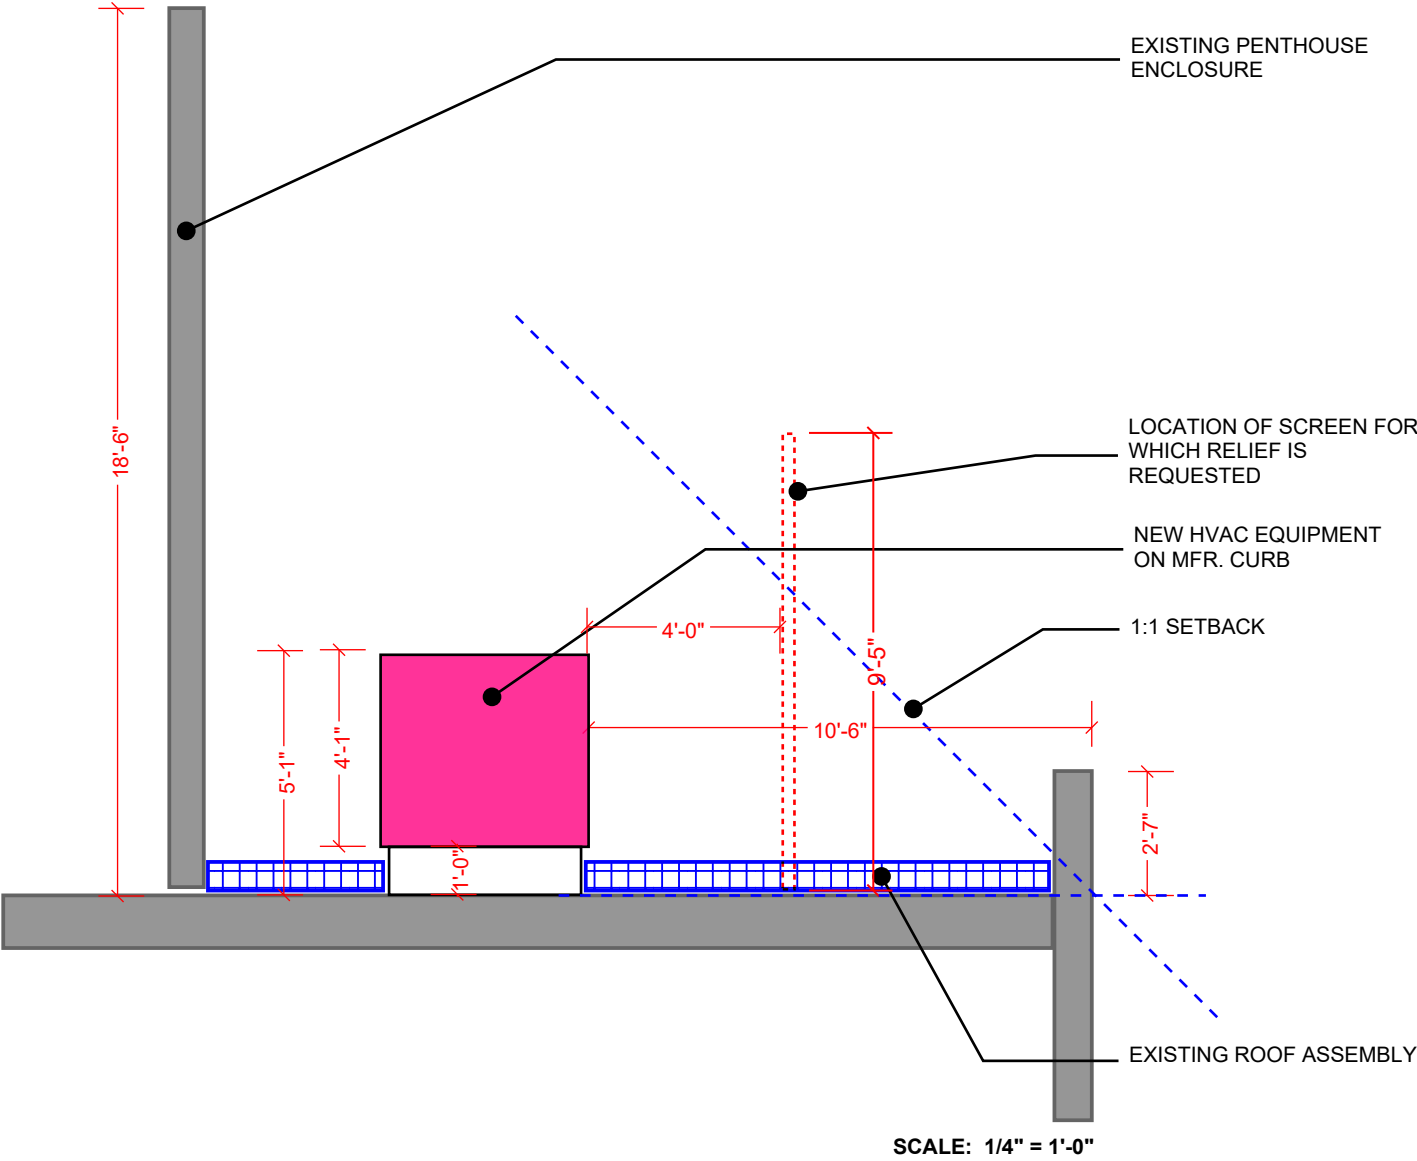 EXISTING PENTHOUSE
ENCLOSURE
18'-6"
LOCATION OF SCREEN FOR
WHICH RELIEF IS
REQUESTED
NEW HVAC EQUIPMENT
ON MFR. CURB
4'-0"
1:1 SETBACK
9'-5"
10'-6"
4'-1"
5'-1"
2'-7"
1'-0"
EXISTING ROOF ASSEMBLY
SCALE: 1/4" = 1'-0"